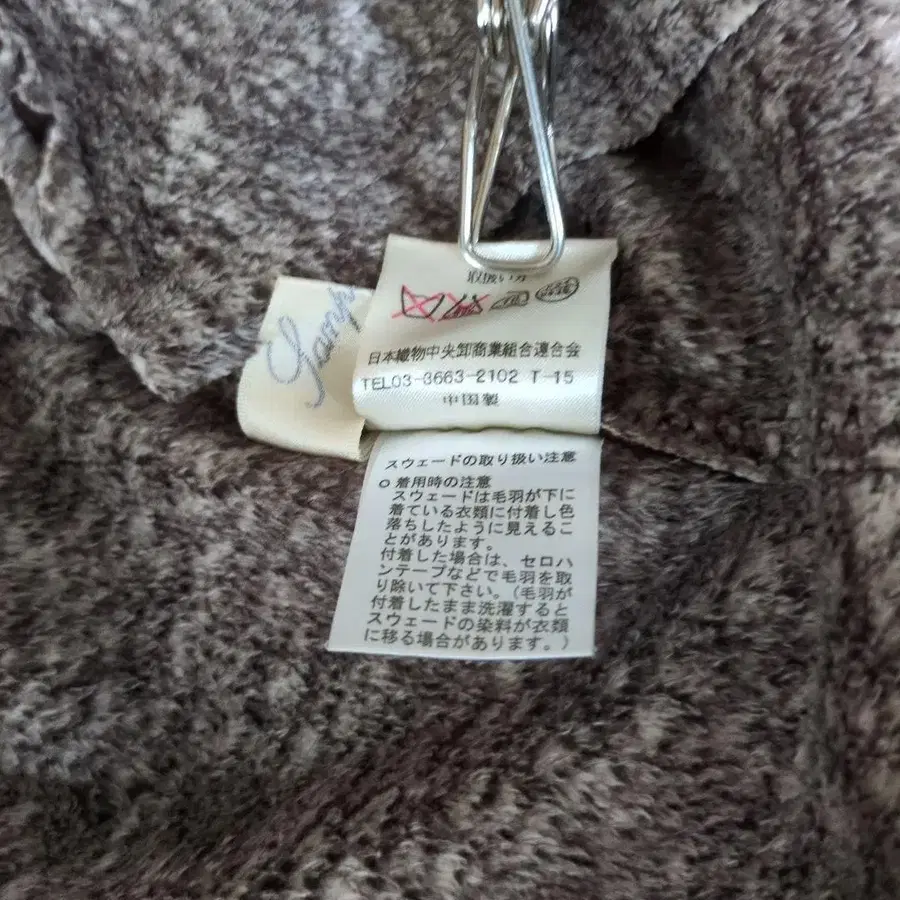 取扱い方
日本織物中央卸商業組合連合会
TEL03-3663-2102 T-15
中国製
スウェードの取り扱い注意
○着用時の注意
スウェードは毛羽が下に
着ている衣類に付着し色
落ちしたように見えるこ
とがあります。
付着した場合は、セロハ
ンテープなどで毛羽を取
り除いて下さい。(毛羽が
付着したまま洗濯すると
スウェードの染料が衣類
に移る場合があります。)